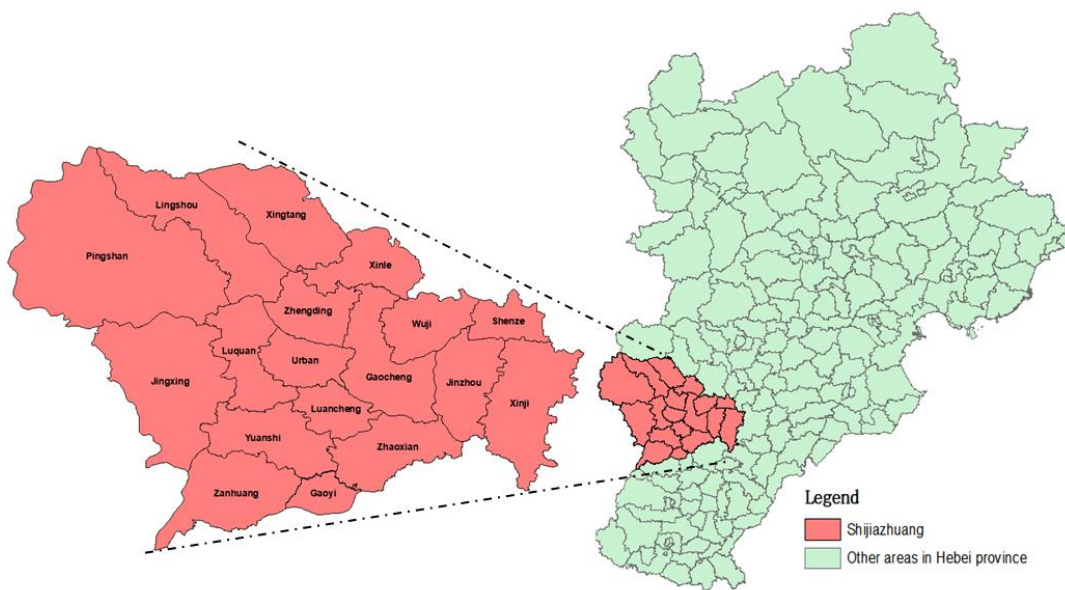 Lingshou
Xingtang
Pingshan
Xinle
Zhengding
Wuji
Shenze
Luquan
Urban
Jingxing
Gaocheng
Jinzhou
Xinji
Luancheng
Yuanshi
Zhaoxian
Zanhuang
Gaoyi
Legend
Shijiazhuang
Other areas in Hebei province